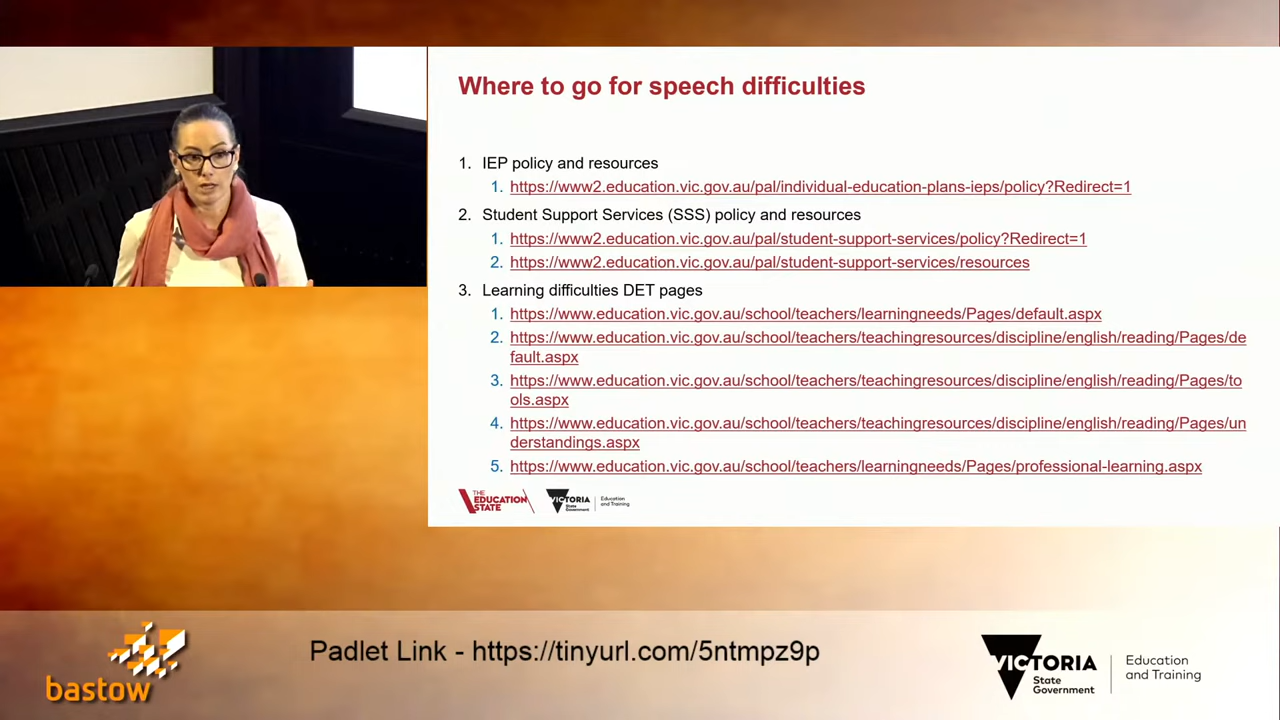 Where to go for speech difficulties
1. IEP policy and resources
1. https://www2.education.vic.gov.au/pal/individual-education-plans-ieps/policy?Redirect=1
2. Student Support Services (SSS) policy and resources
1. https://www2.education.vic.gov.au/pal/student-support-services/policy?Redirect=1
2. https://www2.education.vic.gov.au/pal/student-support-services/resources
3. Learning difficulties DET pages
1. https://www.education.vic.gov.au/school/teachers/learningneeds/Pages/default.aspx
2. https://www.education.vic.gov.au/school/teachers/teachingresources/discipline/english/reading/Pages/de
fault.aspx
3. https://www.education.vic.gov.au/school/teachers/teachingresources/discipline/english/reading/Pages/to
ols.aspx
4. https://www.education.vic.gov.au/school/teachers/teachingresources/discipline/english/reading/Pages/un
derstandings.aspx
5. https://www.education.vic.gov.au/school/teachers/learningneeds/Pages/professional-learning.aspx
THE
EDUCATION
STATE
VICTORIA
State
Government
Education
and Training
bastow
Padlet Link - https://tinyurl.com/5ntmpz9p
VICTORIA
State
Government
Education
and Training